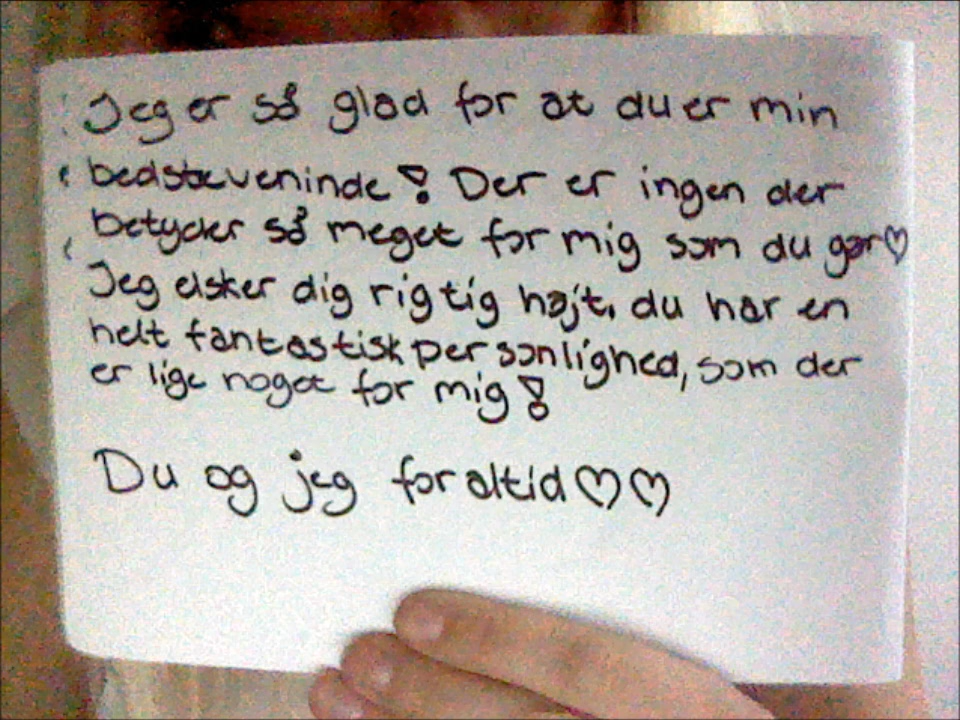 Jeg er så glad for at du er min
bedsteveninde! Der er ingen der
betyder så meget for mig som du gør♡
Jeg elsker dig rigtig højt, du har en
helt fantastisk personlighed, som der
er lige noget for mig!
Du og jeg for altid♡♡